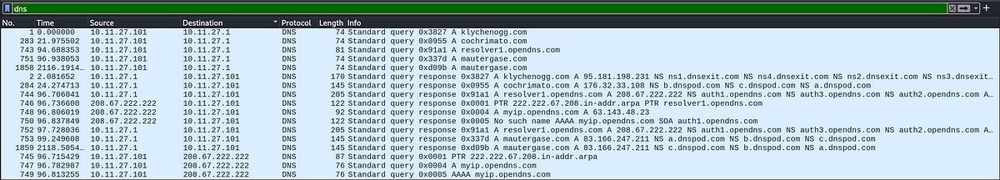 dns
No. Time Source Destination Protocol Length Info
1 0.000000 10.11.27.101 10.11.27.1 DNS 74 Standard query 0x3827 A klychenogg.com
283 21.975502 10.11.27.101 10.11.27.1 DNS 74 Standard query 0x0955 A cochrimato.com
743 94.688353 10.11.27.101 10.11.27.1 DNS 81 Standard query 0x91a1 A resolver1.opendns.com
751 96.938053 10.11.27.101 10.11.27.1 DNS 74 Standard query 0x337d A mautergase.com
1858 2116.1914… 10.11.27.101 10.11.27.1 DNS 74 Standard query 0xd09b A mautergase.com
2 2.081652 10.11.27.1 10.11.27.101 DNS 170 Standard query response 0x3827 A klychenogg.com A 95.181.198.231 NS ns1.dnsexit.com NS ns4.dnsexit.com NS ns2.dnsexit.com NS ns3.dnsexit…
284 24.274713 10.11.27.1 10.11.27.101 DNS 145 Standard query response 0x0955 A cochrimato.com A 176.32.33.108 NS b.dnspod.com NS c.dnspod.com NS a.dnspod.com
744 96.706041 10.11.27.1 10.11.27.101 DNS 205 Standard query response 0x91a1 A resolver1.opendns.com A 208.67.222.222 NS auth1.opendns.com NS auth3.opendns.com NS auth2.opendns.com A…
746 96.736600 208.67.222.222 10.11.27.101 DNS 122 Standard query response 0x0001 PTR 222.222.67.208.in-addr.arpa PTR resolver1.opendns.com
748 96.806019 208.67.222.222 10.11.27.101 DNS 92 Standard query response 0x0004 A myip.opendns.com A 63.143.48.23
750 96.837849 208.67.222.222 10.11.27.101 DNS 122 Standard query response 0x0005 No such name AAAA myip.opendns.com SOA auth1.opendns.com
752 97.728036 10.11.27.1 10.11.27.101 DNS 205 Standard query response 0x91a1 A resolver1.opendns.com A 208.67.222.222 NS auth1.opendns.com NS auth3.opendns.com NS auth2.opendns.com A…
753 99.249608 10.11.27.1 10.11.27.101 DNS 145 Standard query response 0x337d A mautergase.com A 83.166.247.211 NS a.dnspod.com NS b.dnspod.com NS c.dnspod.com
1859 2118.5054… 10.11.27.1 10.11.27.101 DNS 145 Standard query response 0xd09b A mautergase.com A 83.166.247.211 NS c.dnspod.com NS b.dnspod.com NS a.dnspod.com
745 96.715429 10.11.27.101 208.67.222.222 DNS 87 Standard query 0x0001 PTR 222.222.67.208.in-addr.arpa
747 96.782987 10.11.27.101 208.67.222.222 DNS 76 Standard query 0x0004 A myip.opendns.com
749 96.813255 10.11.27.101 208.67.222.222 DNS 76 Standard query 0x0005 AAAA myip.opendns.com